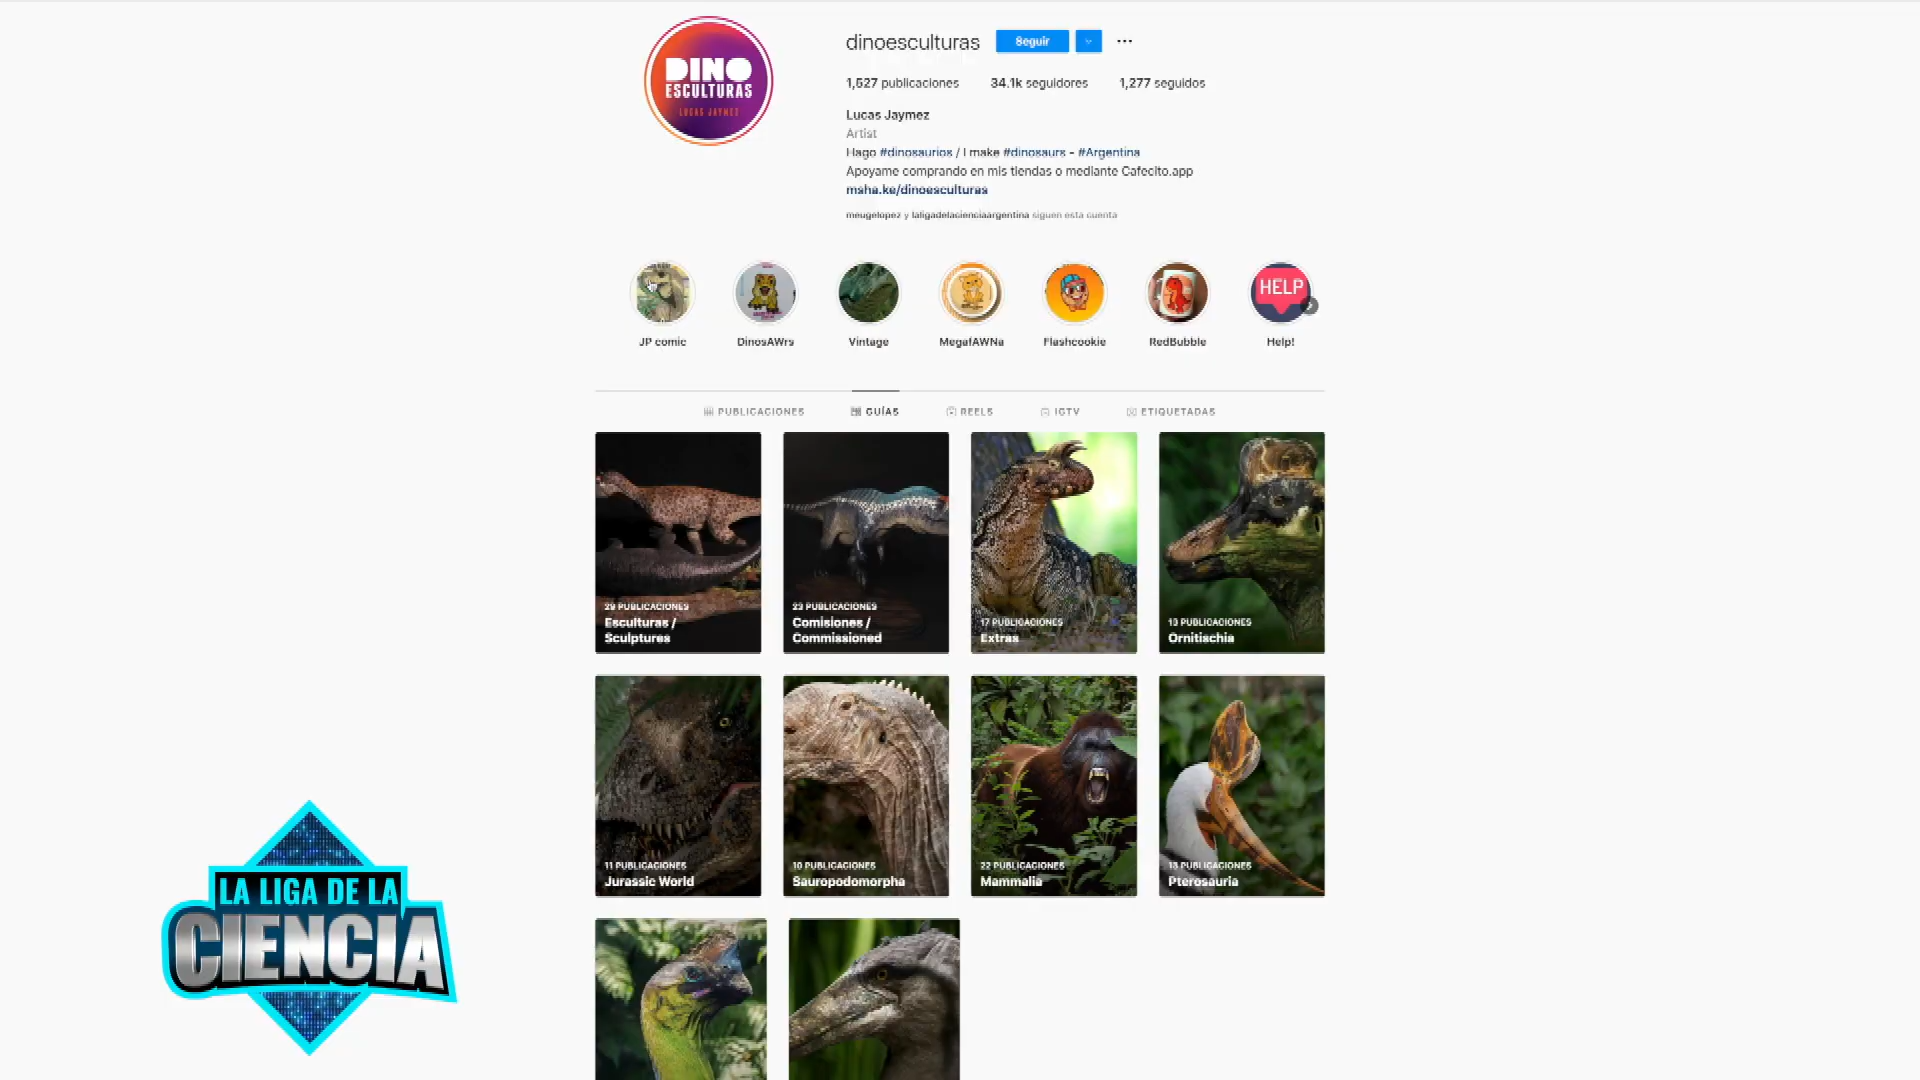 DINO
ESCULTURAS
LUCAS JAYMEZ
dinoesculturas
Seguir
1,527 publicaciones 34.1k seguidores 1,277 seguidos
Lucas Jaymez
Artist
Hago #dinosaurios / I make #dinosaurs - #Argentina
Apoyame comprando en mis tiendas o mediante Cafecito.app
msha.ke/dinoesculturas
meugelopez y laligadelacienciaargentina siguen esta cuenta
HELP
JP comic DinosAWrs Vintage MegafAWNa Flashcookie RedBubble Help!
PUBLICACIONES GUÍAS REELS IGTV ETIQUETADAS
29 PUBLICACIONES
Esculturas /
Sculptures
23 PUBLICACIONES
Comisiones /
Commissioned
17 PUBLICACIONES
Extras
13 PUBLICACIONES
Ornitischia
11 PUBLICACIONES
Jurassic World
10 PUBLICACIONES
Sauropodomorpha
22 PUBLICACIONES
Mammalia
13 PUBLICACIONES
Pterosauria
LA LIGA DE LA
CIENCIA